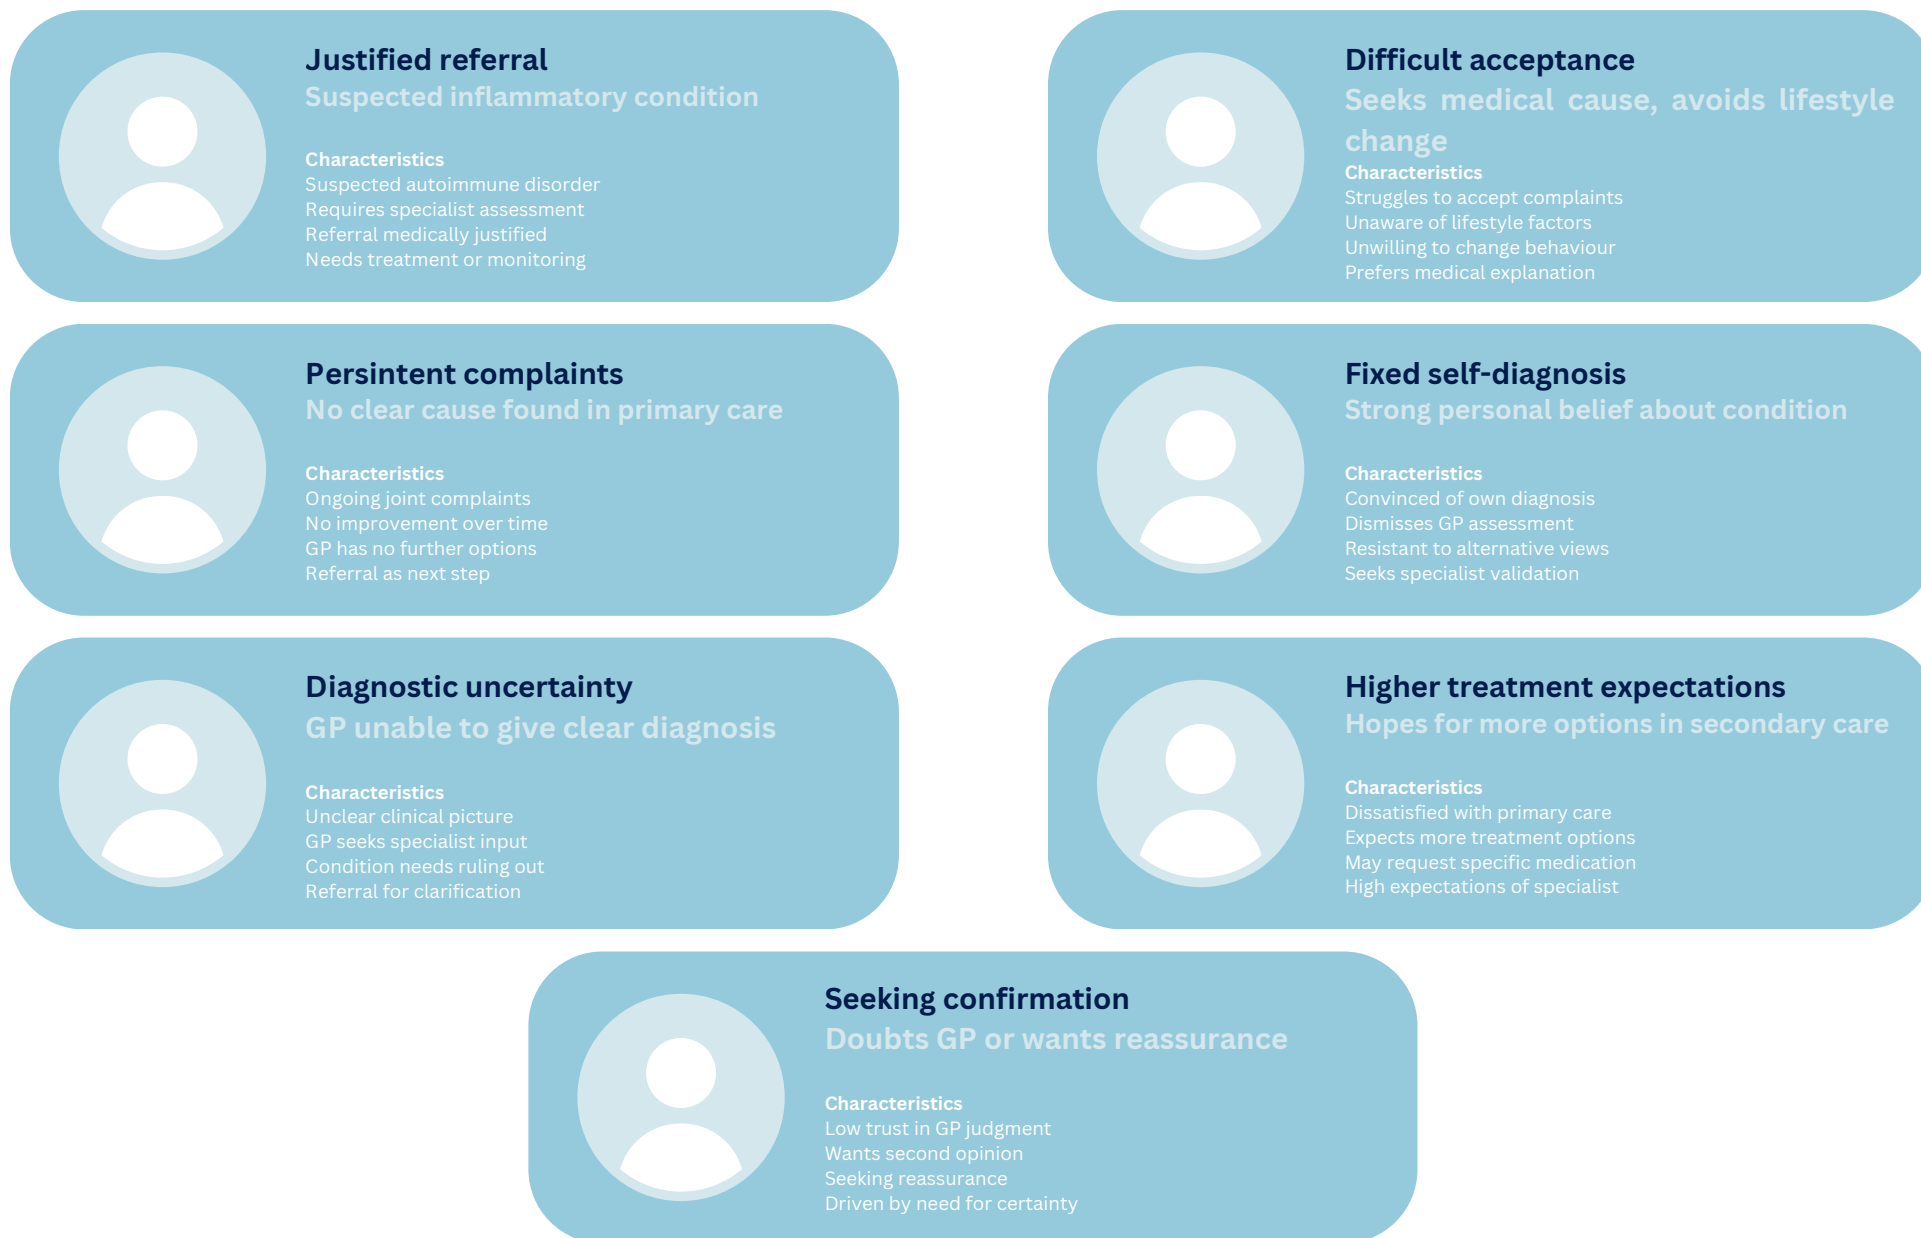 Justified referral
Suspected inflammatory condition
Characteristics
Suspected autoimmune disorder
Requires specialist assessment
Referral medically justified
Needs treatment or monitoring
Difficult acceptance
Seeks medical cause, avoids lifestyle
change
Characteristics
Struggles to accept complaints
Unaware of lifestyle factors
Unwilling to change behaviour
Prefers medical explanation
Persintent complaints
No clear cause found in primary care
Characteristics
Ongoing joint complaints
No improvement over time
GP has no further options
Referral as next step
Fixed self-diagnosis
Strong personal belief about condition
Characteristics
Convinced of own diagnosis
Dismisses GP assessment
Resistant to alternative views
Seeks specialist validation
Diagnostic uncertainty
GP unable to give clear diagnosis
Characteristics
Unclear clinical picture
GP seeks specialist input
Condition needs ruling out
Referral for clarification
Higher treatment expectations
Hopes for more options in secondary care
Characteristics
Dissatisfied with primary care
Expects more treatment options
May request specific medication
High expectations of specialist
Seeking confirmation
Doubts GP or wants reassurance
Characteristics
Low trust in GP judgment
Wants second opinion
Seeking reassurance
Driven by need for certainty